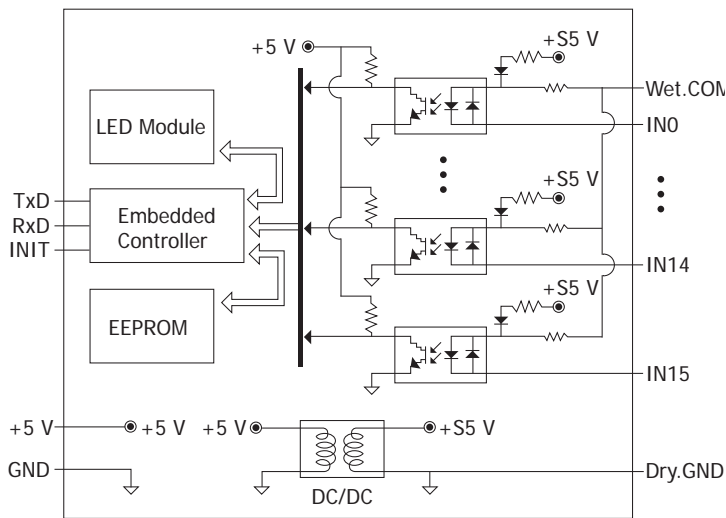 +5 V
+S5 V
Wet.COM
IN0
LED Module
TxD
RxD
INIT
Embedded
Controller
+S5 V
IN14
EEPROM
+S5 V
IN15
+5 V
+5 V
+5 V
+S5 V
GND
DC/DC
Dry.GND